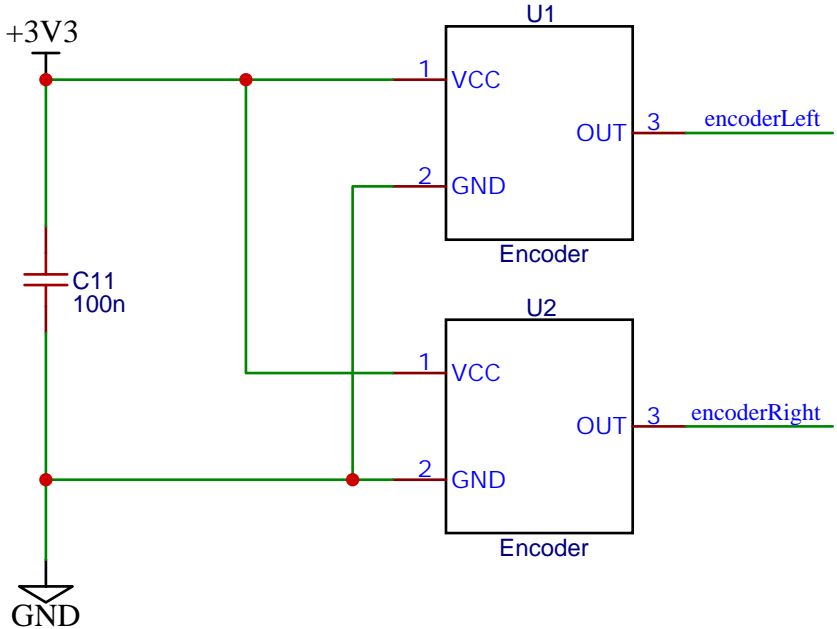 U1
+3V3
1 VCC
OUT 3 encoderLeft
2 GND
Encoder
C11
100n
U2
1 VCC
OUT 3 encoderRight
2 GND
Encoder
GND